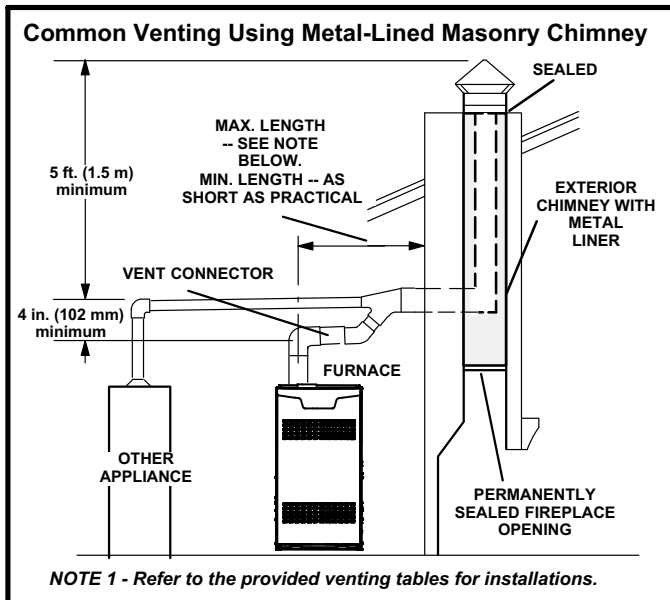 Common Venting Using Metal-Lined Masonry Chimney
SEALED
MAX. LENGTH
-- SEE NOTE
BELOW.
MIN. LENGTH -- AS
SHORT AS PRACTICAL
5 ft. (1.5 m)
minimum
EXTERIOR
CHIMNEY WITH
METAL
LINER
VENT CONNECTOR
4 in. (102 mm)
minimum
FURNACE
OTHER
APPLIANCE
PERMANENTLY
SEALED FIREPLACE
OPENING
NOTE 1 - Refer to the provided venting tables for installations.